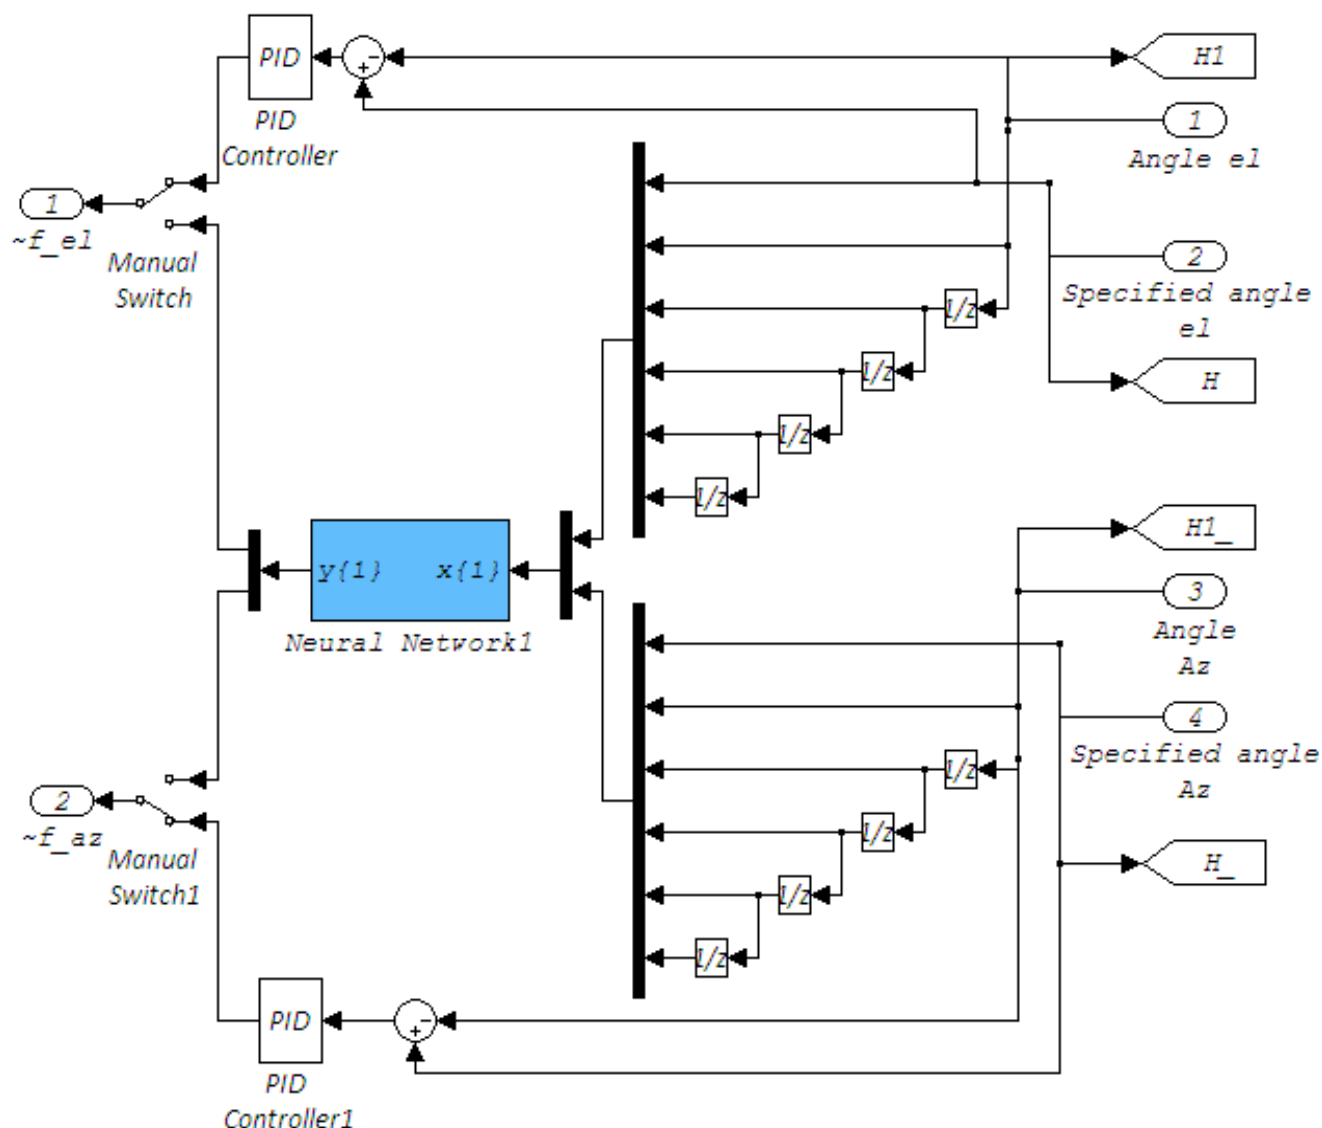 PID
PID
Controller
+
−
H1
1
Angle el
1
~f_el
Manual
Switch
2
Specified angle
el
1/z
1/z
1/z
1/z
H
H1_
y{1}
x{1}
Neural Network1
3
Angle
Az
4
Specified angle
Az
1/z
1/z
1/z
1/z
2
~f_az
Manual
Switch1
H_
PID
PID
Controller1
+
−